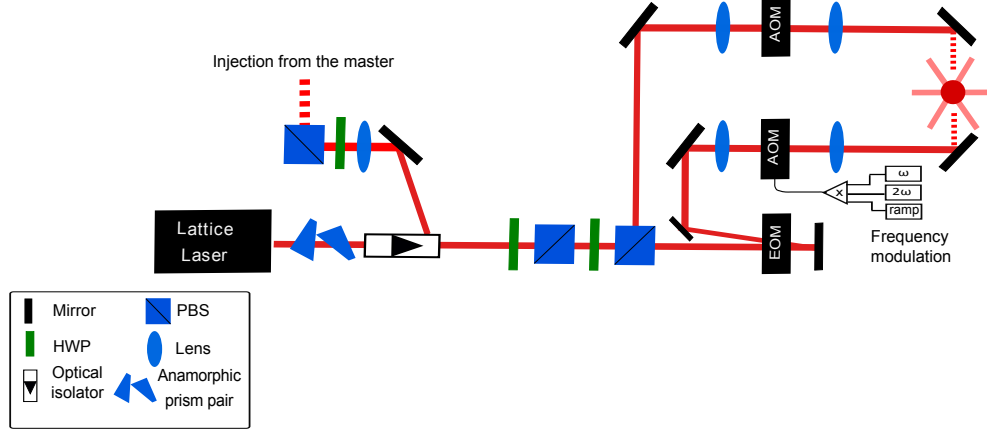 AOM
Injection from the master
AOM
ω
x
2ω
ramp
Lattice
Laser
EOM
Frequency
modulation
Mirror
PBS
HWP
Lens
Optical
isolator
Anamorphic
prism pair